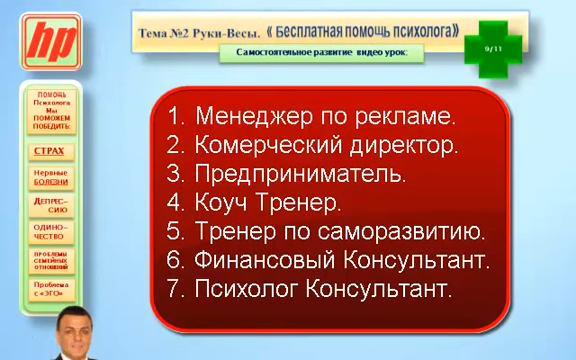 hp
Тема №2 Руки-Весы. « Бесплатная помощь психолога»
Самостоятельное развитие видео урок:
9/11
ПОМОЩЬ
Психолога
Мы
ПОМОЖЕМ
ПОБЕДИТЬ:
СТРАХ
Нервные
БОЛЕЗНИ
ДЕПРЕС-
СИЮ
ОДИНО-
ЧЕСТВО
ПРОБЛЕМЫ
СЕМЕЙНЫХ
ОТНОШЕНИЙ
Проблема
с «ЭГО»
1. Менеджер по рекламе.
2. Комерческий директор.
3. Предприниматель.
4. Коуч Тренер.
5. Тренер по саморазвитию.
6. Финансовый Консультант.
7. Психолог Консультант.